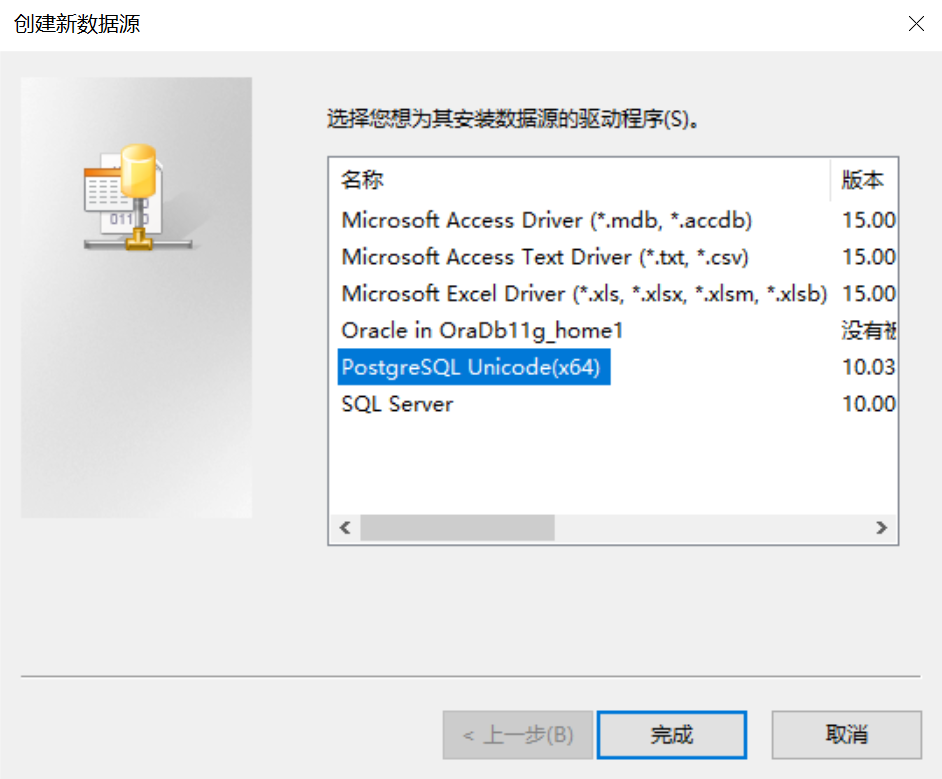 创建新数据源
选择您想为其安装数据源的驱动程序(S)。
名称 版本
Microsoft Access Driver (*.mdb, *.accdb) 15.00
Microsoft Access Text Driver (*.txt, *.csv) 15.00
Microsoft Excel Driver (*.xls, *.xlsx, *.xlsm, *.xlsb) 15.00
Oracle in OraDb11g_home1 没有
PostgreSQL Unicode(x64) 10.03
SQL Server 10.00
011
< 上一步(B) 完成 取消